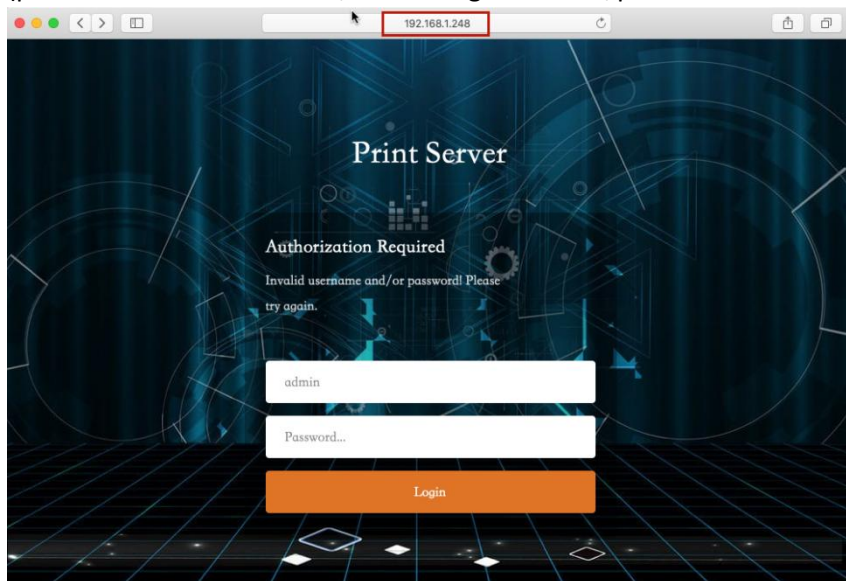 192.168.1.248
Print Server
Authorization Required
Invalid username and/or password! Please
try again.
admin
Password...
Login